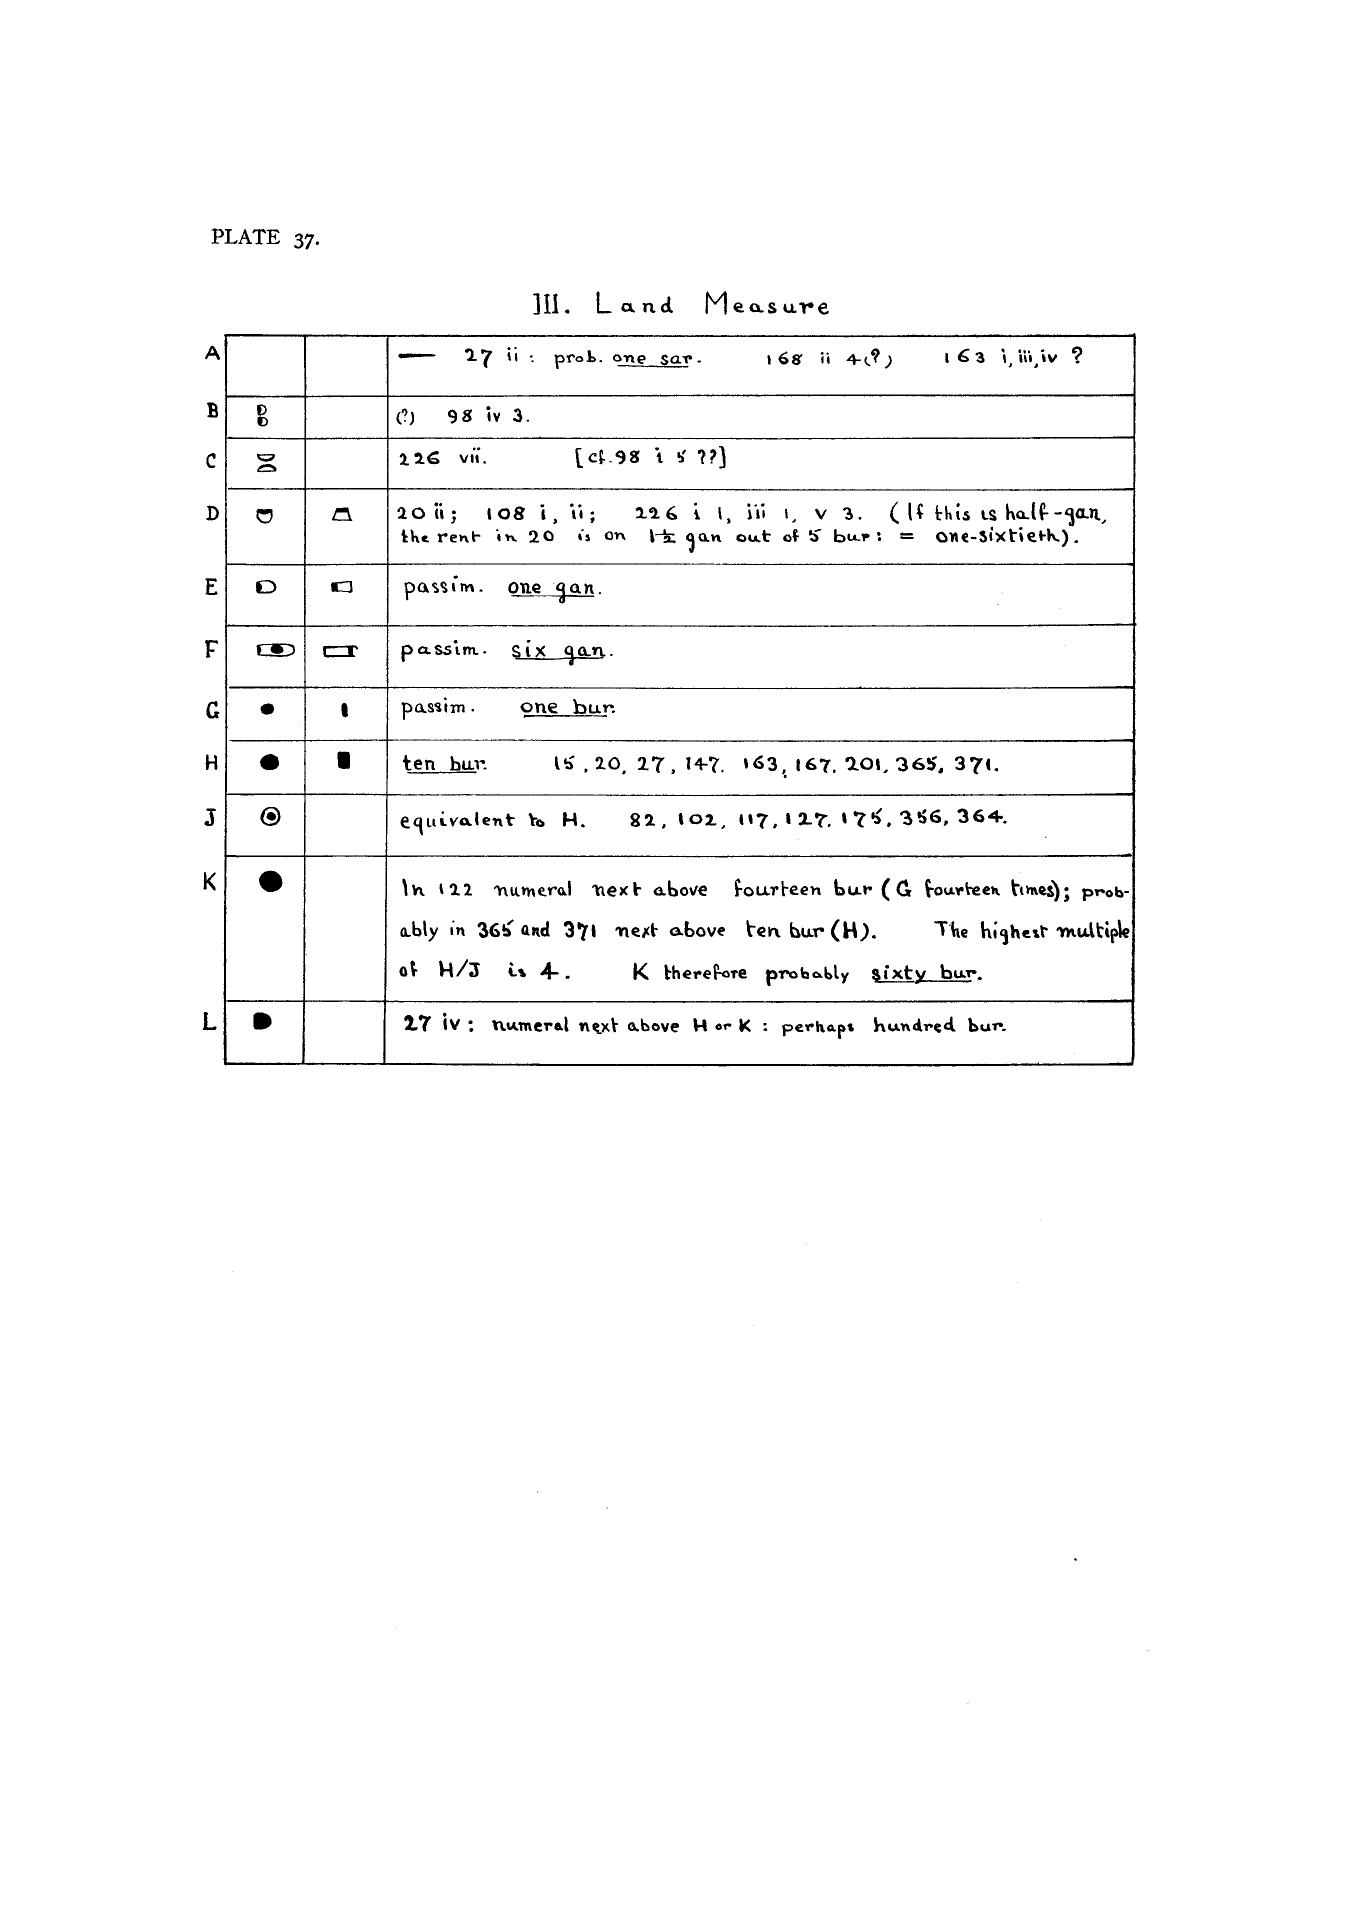 PLATE 37.
III. Land Measure
A — 27 ii : prob. one sar. 168 ii 4(?) 163 i, iii, iv ?
B (?) 98 iv 3.
C 226 vii. [cf. 98 i 5 ??]
D 20 ii; 108 i, ii; 226 i 1, iii 1, v 3. (If this is half-gan,
the rent in 20 is on 1½ gan out of 5 bur : = one-sixtieth).
E passim. one gan.
F passim. six gan.
G passim. one bur.
H ten bur. 15, 20, 27, 147. 163, 167. 201, 365, 371.
J equivalent to H. 82, 102, 117, 127. 175, 356, 364.
K In 122 numeral next above fourteen bur (G fourteen times); prob-
ably in 365 and 371 next above ten bur (H). The highest multiple
of H/J is 4. K therefore probably sixty bur.
L 27 iv : numeral next above H or K : perhaps hundred bur.